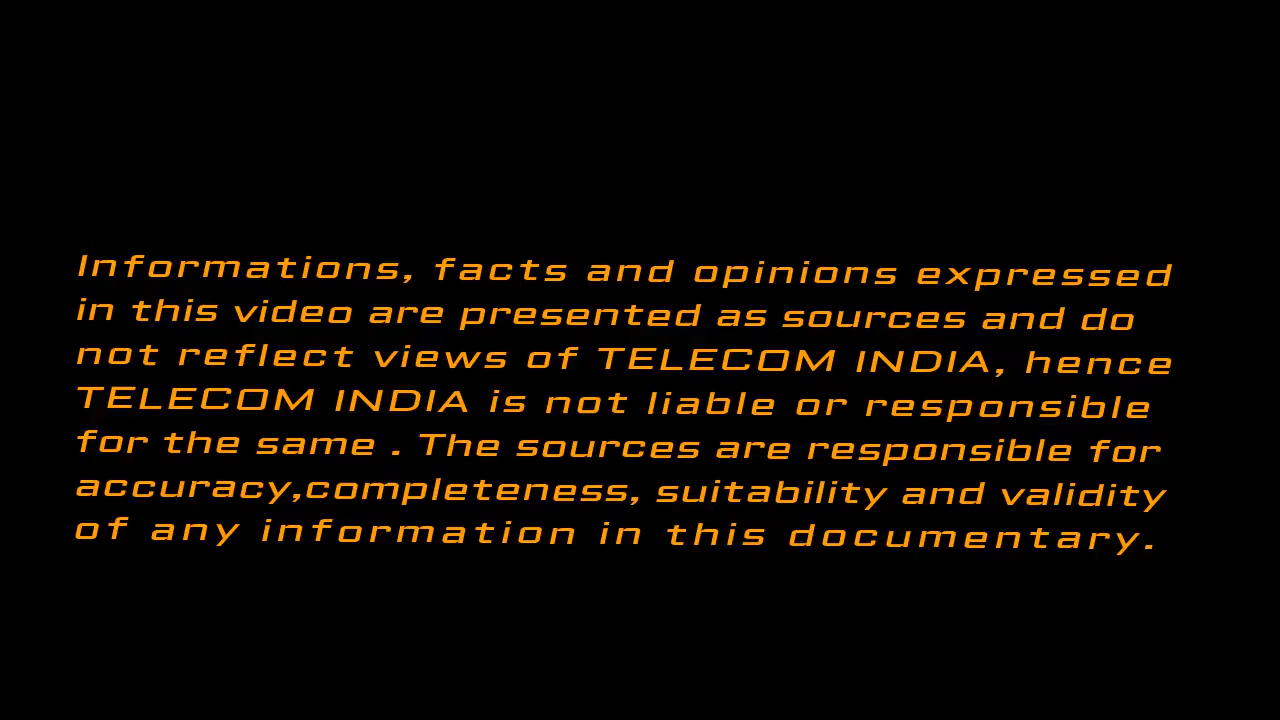 Informations, facts and opinions expressed
in this video are presented as sources and do
not reflect views of TELECOM INDIA, hence
TELECOM INDIA is not liable or responsible
for the same . The sources are responsible for
accuracy,completeness, suitability and validity
of any information in this documentary.